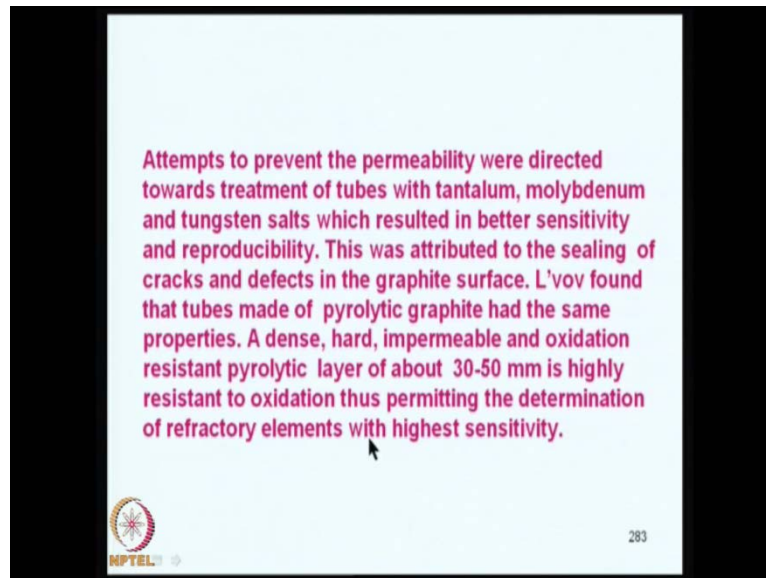 Attempts to prevent the permeability were directed
towards treatment of tubes with tantalum, molybdenum
and tungsten salts which resulted in better sensitivity
and reproducibility. This was attributed to the sealing of
cracks and defects in the graphite surface. L'vov found
that tubes made of pyrolytic graphite had the same
properties. A dense, hard, impermeable and oxidation
resistant pyrolytic layer of about 30-50 mm is highly
resistant to oxidation thus permitting the determination
of refractory elements with highest sensitivity.
283
NPTEL